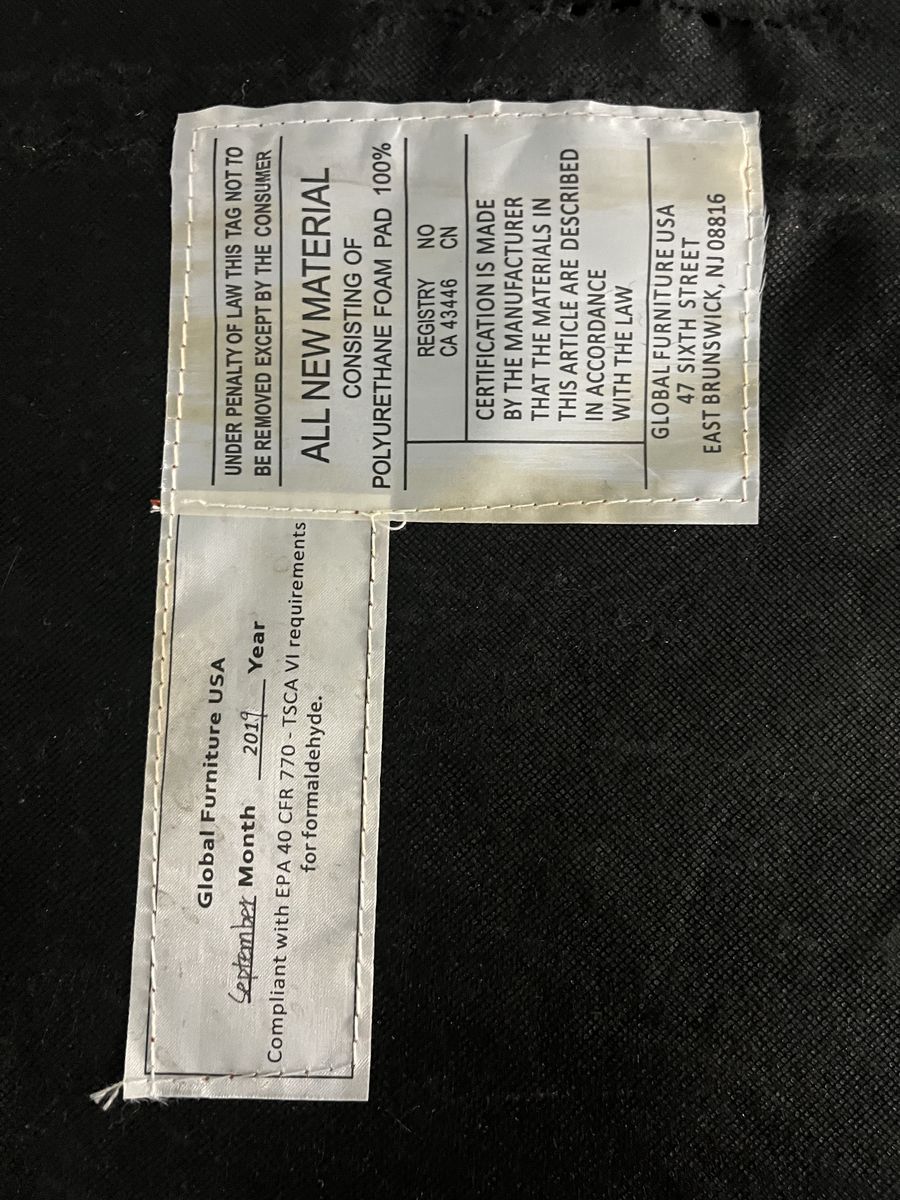 UNDER PENALTY OF LAW THIS TAG NOT TO
BE REMOVED EXCEPT BY THE CONSUMER
ALL NEW MATERIAL
CONSISTING OF
POLYURETHANE FOAM PAD 100%
REGISTRY NO
CA 43446 CN
CERTIFICATION IS MADE
BY THE MANUFACTURER
THAT THE MATERIALS IN
THIS ARTICLE ARE DESCRIBED
IN ACCORDANCE
WITH THE LAW
GLOBAL FURNITURE USA
47 SIXTH STREET
EAST BRUNSWICK, NJ 08816
Global Furniture USA
September Month 2019 Year
Compliant with EPA 40 CFR 770 - TSCA VI requirements
for formaldehyde.